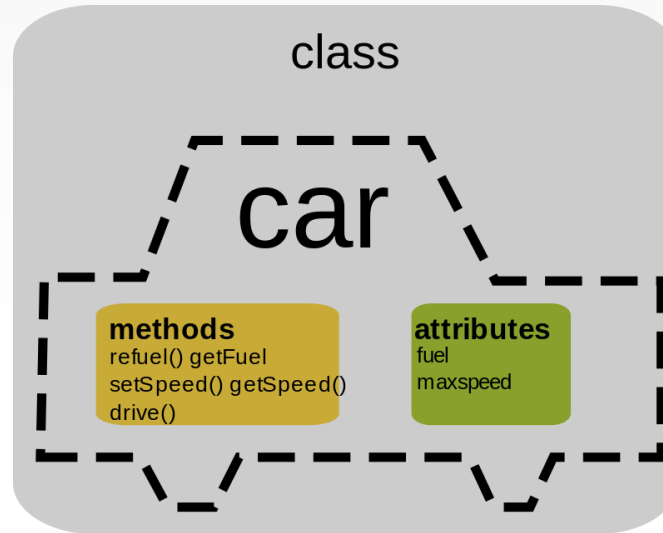 class
car
methods
refuel() getFuel
setSpeed() getSpeed()
drive()
attributes
fuel
maxspeed